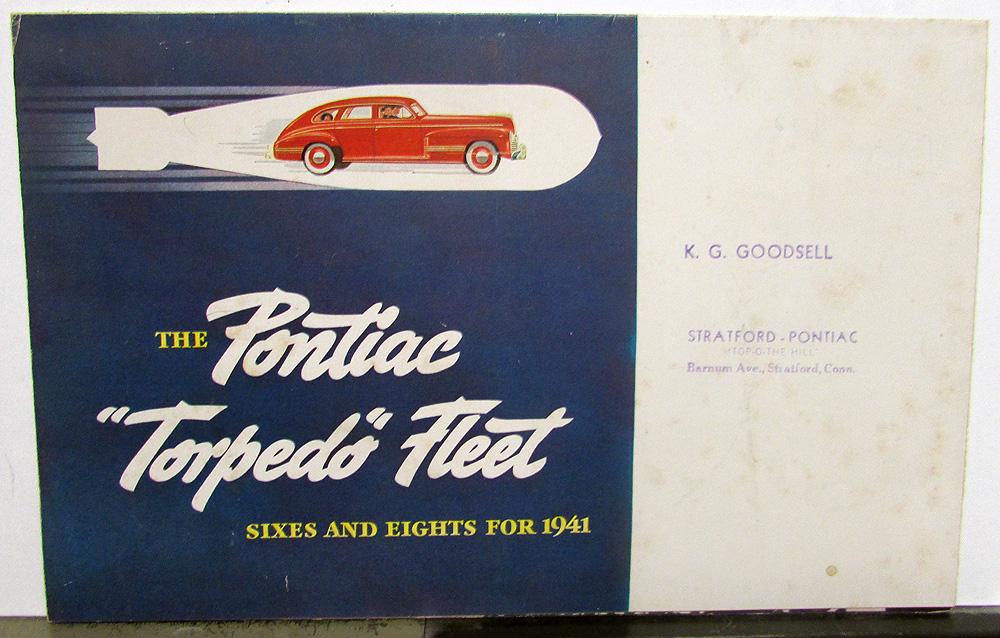 THE Pontiac
"Torpedo" Fleet
SIXES AND EIGHTS FOR 1941
K. G. GOODSELL
STRATFORD - PONTIAC
"TOP-O-THE HILL"
Barnum Ave., Stratford, Conn.